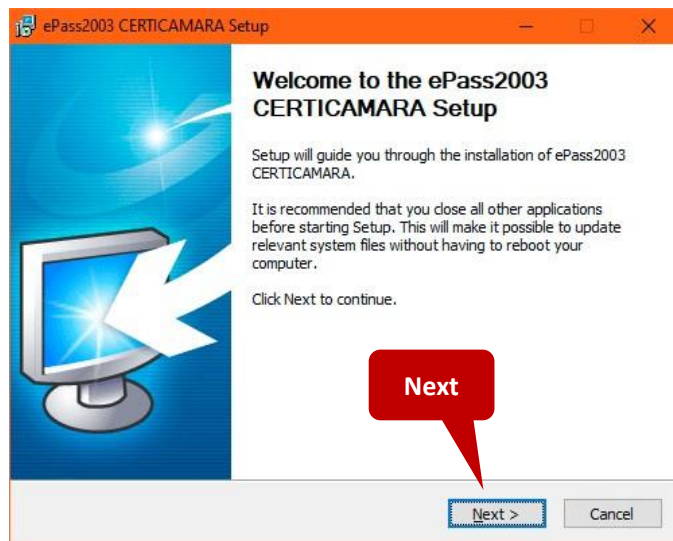 ePass2003 CERTICAMARA Setup
Welcome to the ePass2003
CERTICAMARA Setup
Setup will guide you through the installation of ePass2003
CERTICAMARA.
It is recommended that you close all other applications
before starting Setup. This will make it possible to update
relevant system files without having to reboot your
computer.
Click Next to continue.
Next
Next >
Cancel